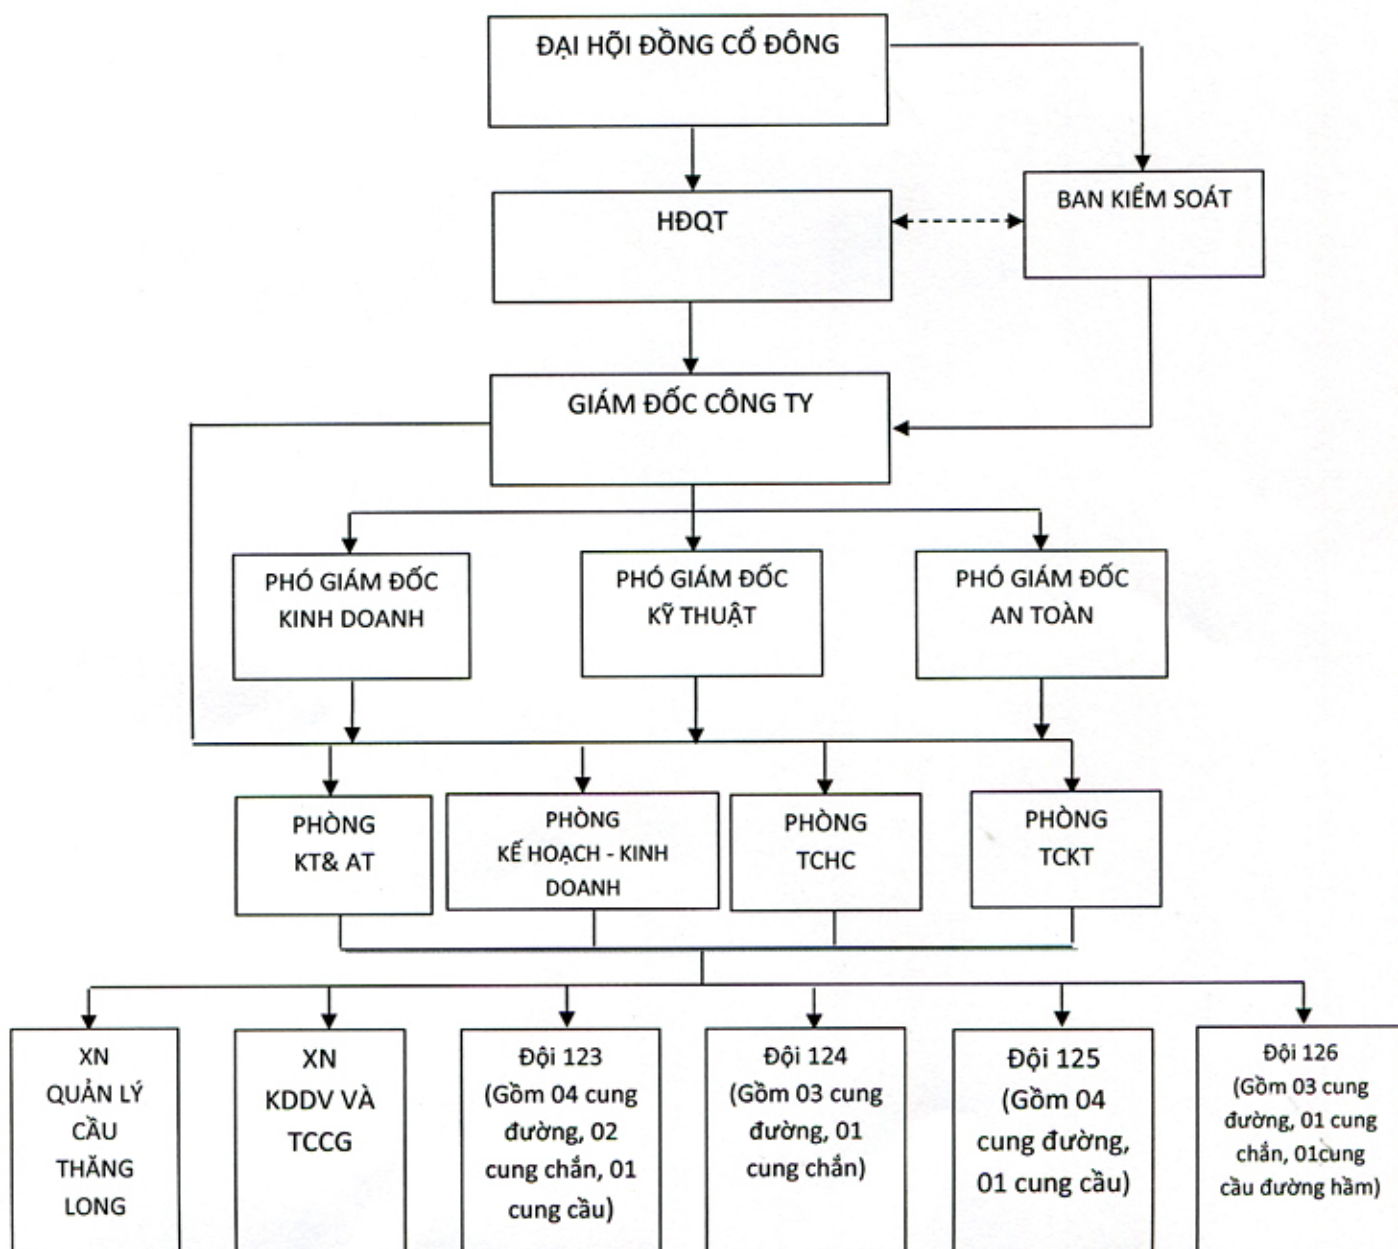 ĐẠI HỘI ĐỒNG CỔ ĐÔNG
BAN KIỂM SOÁT
HĐQT
GIÁM ĐỐC CÔNG TY
PHÓ GIÁM ĐỐC
KINH DOANH
PHÓ GIÁM ĐỐC
KỸ THUẬT
PHÓ GIÁM ĐỐC
AN TOÀN
PHÒNG
KT& AT
PHÒNG
KẾ HOẠCH - KINH
DOANH
PHÒNG
TCHC
PHÒNG
TCKT
XN
QUẢN LÝ
CẦU
THĂNG
LONG
XN
KDDV VÀ
TCCG
Đội 123
(Gồm 04 cung
đường, 02
cung chắn, 01
cung cầu)
Đội 124
(Gồm 03 cung
đường, 01
cung chắn)
Đội 125
(Gồm 04
cung đường,
01 cung cầu)
Đội 126
(Gồm 03 cung
đường, 01 cung
chắn, 01cung
cầu đường hầm)